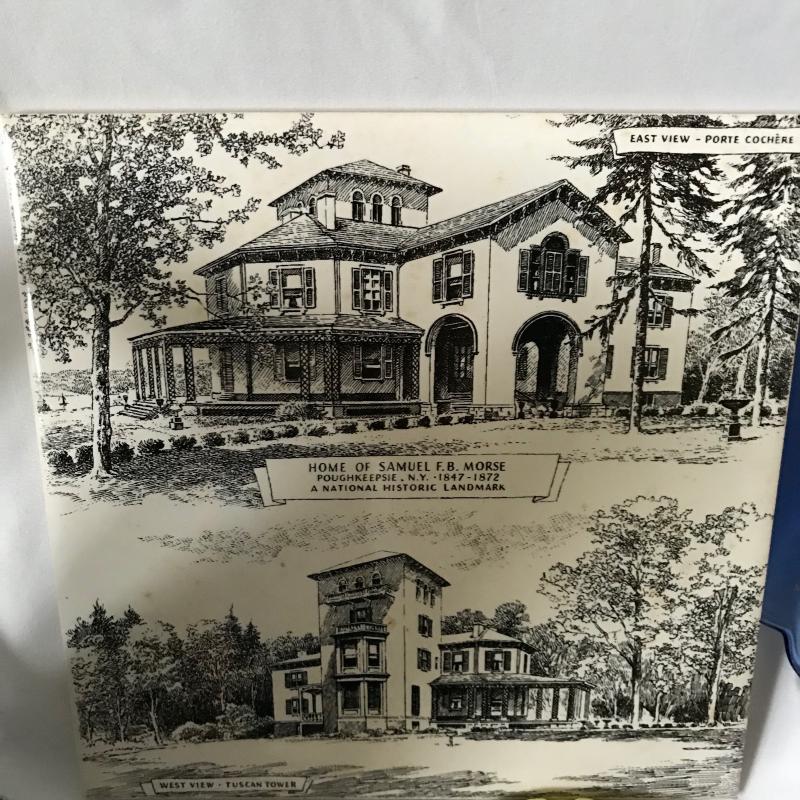 EAST VIEW - PORTE COCHÈRE
HOME OF SAMUEL F.B. MORSE
POUGHKEEPSIE, N.Y. · 1847-1872
A NATIONAL HISTORIC LANDMARK
WEST VIEW - TUSCAN TOWER